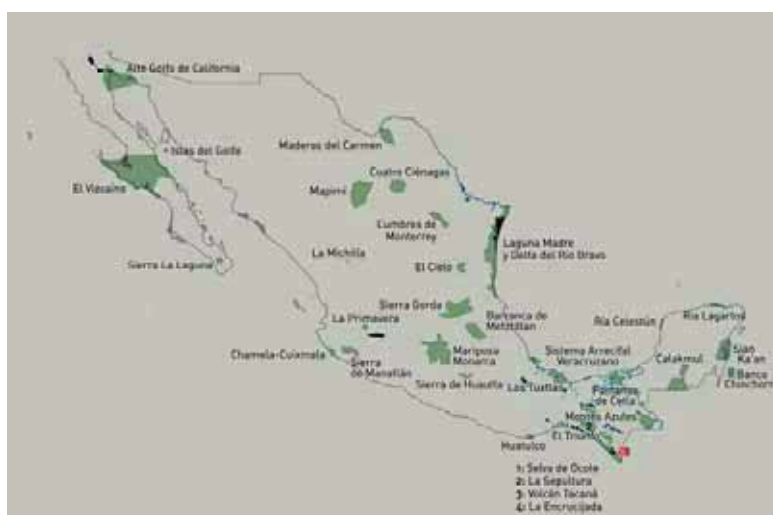 Alto Golfo de California
Islas del Golfo
Maderas del Carmen
Cuatro Ciénagas
El Vizcaíno
Mapimí
Cumbres de
Monterrey
Laguna Madre
y Delta del Río Bravo
La Michilía
El Cielo
Sierra La Laguna
Sierra Gorda
Barranca de
Metztitlán
La Primavera
Ría Celestún
Ría Lagartos
Chamela-Cuixmala
Sierra
de Manatlán
Mariposa
Monarca
Sistema Arrecifal
Veracruzano
Calakmul
Sian
Ka'an
Banco
Chinchorro
Sierra de Huautla
Los Tuxtlas
Pantanos
de Centla
Montes Azules
El Triunfo
Huatulco
1: Selva de Ocote
2: La Sepultura
3: Volcán Tacaná
4: La Encrucijada